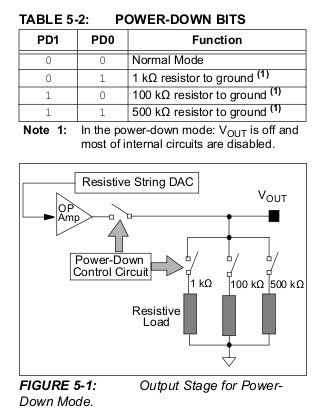 TABLE 5-2: POWER-DOWN BITS
PD1 PD0 Function
0 0 Normal Mode
0 1 1 kΩ resistor to ground (1)
1 0 100 kΩ resistor to ground (1)
1 1 500 kΩ resistor to ground (1)
Note 1: In the power-down mode: VOUT is off and
most of internal circuits are disabled.
Resistive String DAC
VOUT
OP
Amp
Power-Down
Control Circuit
1 kΩ 100 kΩ 500 kΩ
Resistive
Load
FIGURE 5-1: Output Stage for Power-
Down Mode.